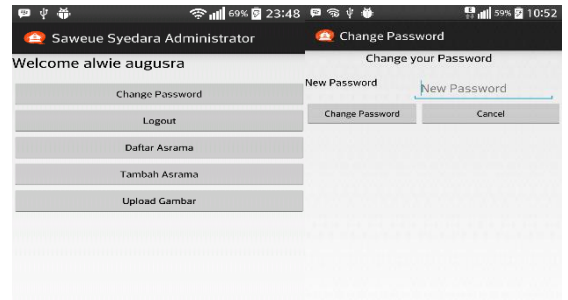 69% 23:48
Saweue Syedara Administrator
Welcome alwie augusra
Change Password
Logout
Daftar Asrama
Tambah Asrama
Upload Gambar
59% 10:52
Change Password
Change your Password
New Password New Password
Change Password Cancel